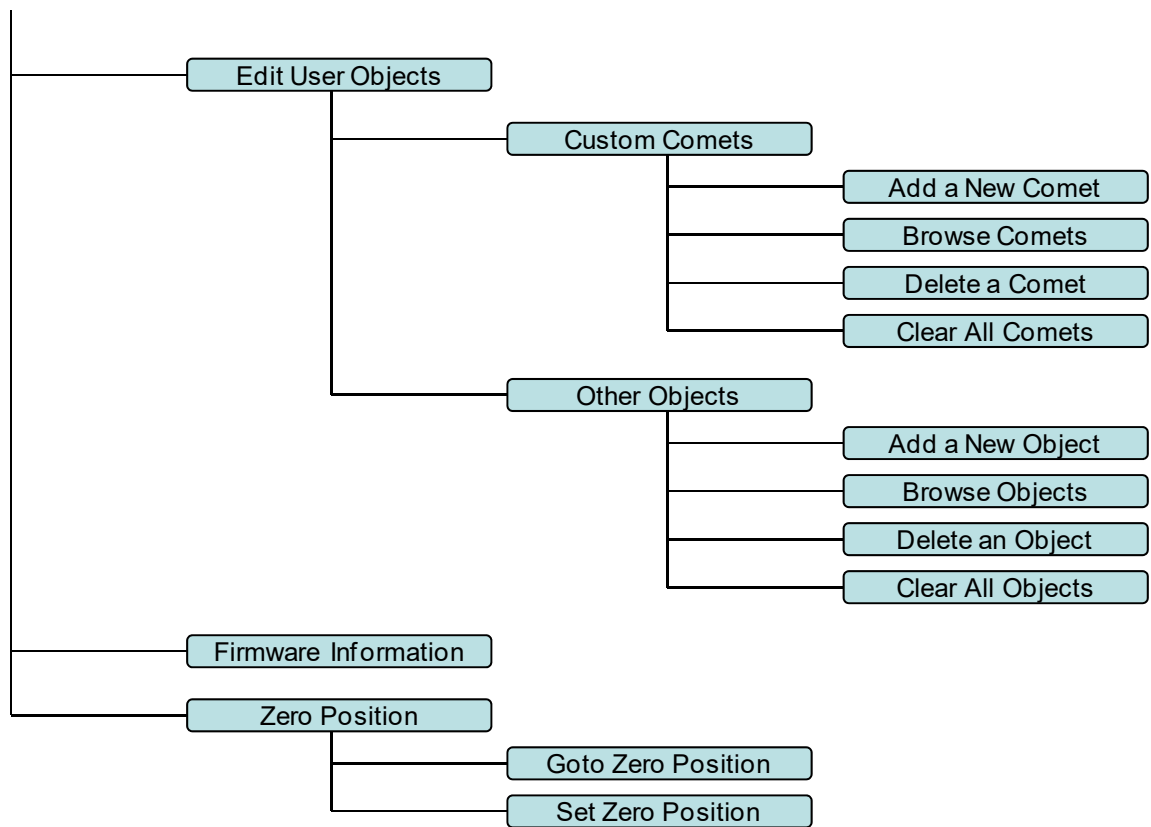 Edit User Objects
Custom Comets
Add a New Comet
Browse Comets
Delete a Comet
Clear All Comets
Other Objects
Add a New Object
Browse Objects
Delete an Object
Clear All Objects
Firmware Information
Zero Position
Goto Zero Position
Set Zero Position